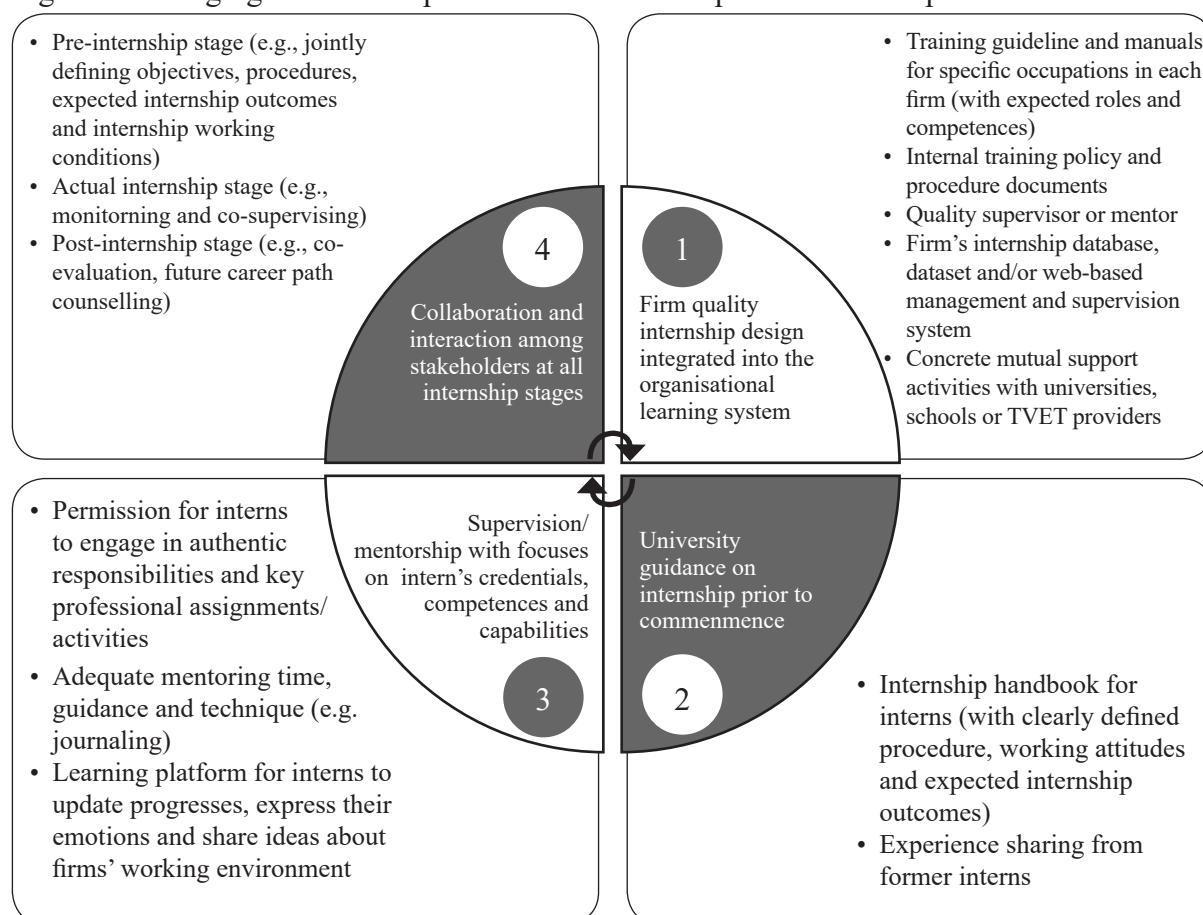 • Pre-internship stage (e.g., jointly
defining objectives, procedures,
expected internship outcomes
and internship working
conditions)
• Actual internship stage (e.g.,
monitorning and co-supervising)
• Post-internship stage (e.g., co-
evaluation, future career path
counselling)
• Training guideline and manuals
for specific occupations in each
firm (with expected roles and
competences)
• Internal training policy and
procedure documents
• Quality supervisor or mentor
• Firm's internship database,
dataset and/or web-based
management and supervision
system
• Concrete mutual support
activities with universities,
schools or TVET providers
4
Collaboration and
interaction among
stakeholders at all
internship stages
1
Firm quality
internship design
integrated into the
organisational
learning system
• Permission for interns
to engage in authentic
responsibilities and key
professional assignments/
activities
• Adequate mentoring time,
guidance and technique (e.g.
journaling)
• Learning platform for interns to
update progresses, express their
emotions and share ideas about
firms' working environment
Supervision/
mentorship with focuses
on intern's credentials,
competences and
capabilities
3
University
guidance on
internship prior to
commenmence
2
• Internship handbook for
interns (with clearly defined
procedure, working attitudes
and expected internship
outcomes)
• Experience sharing from
former interns